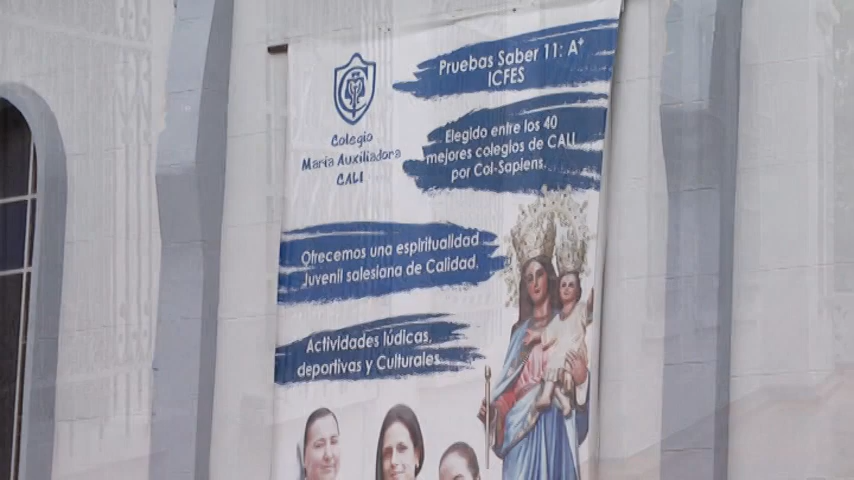 Colegio
María Auxiliadora
CALI
Pruebas Saber 11: A+
ICFES
Elegido entre los 40
mejores colegios de CALI
por Col-Sapiens.
Ofrecemos una espiritualidad
Juvenil salesiana de Calidad.
Actividades lúdicas,
deportivas y Culturales.